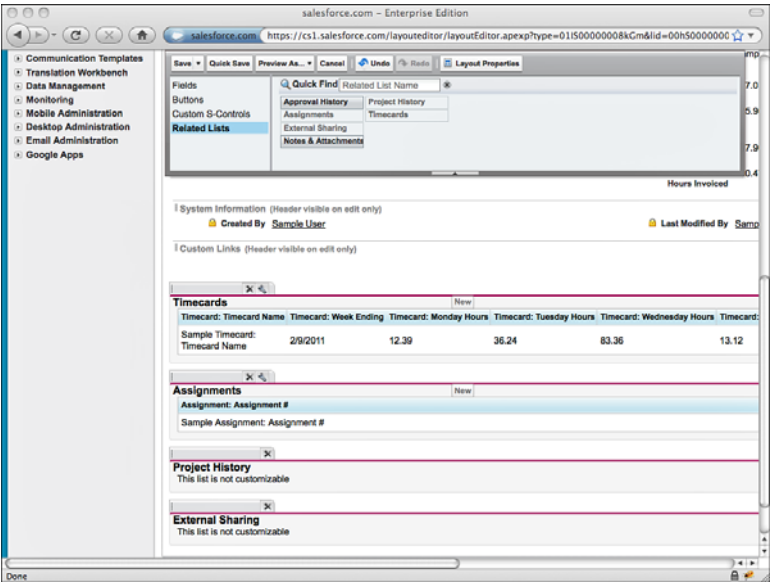 salesforce.com – Enterprise Edition
salesforce.com https://cs1.salesforce.com/layouteditor/layoutEditor.apexp?type=01IS00000008kGm&lid=00hS0000000
Communication Templates
Translation Workbench
Data Management
Monitoring
Mobile Administration
Desktop Administration
Email Administration
Google Apps
Save Quick Save Preview As... Cancel Undo Redo Layout Properties
Fields
Buttons
Custom S-Controls
Related Lists
Quick Find Related List Name
Approval History Project History
Assignments Timecards
External Sharing
Notes & Attachments
Hours Invoiced
System Information (Header visible on edit only)
Created By Sample User Last Modified By Samp
Custom Links (Header visible on edit only)
Timecards New
Timecard: Timecard Name Timecard: Week Ending Timecard: Monday Hours Timecard: Tuesday Hours Timecard: Wednesday Hours Timecard:
Sample Timecard:
Timecard Name 2/9/2011 12.39 36.24 83.36 13.12
Assignments New
Assignment: Assignment #
Sample Assignment: Assignment #
Project History
This list is not customizable
External Sharing
This list is not customizable
Done